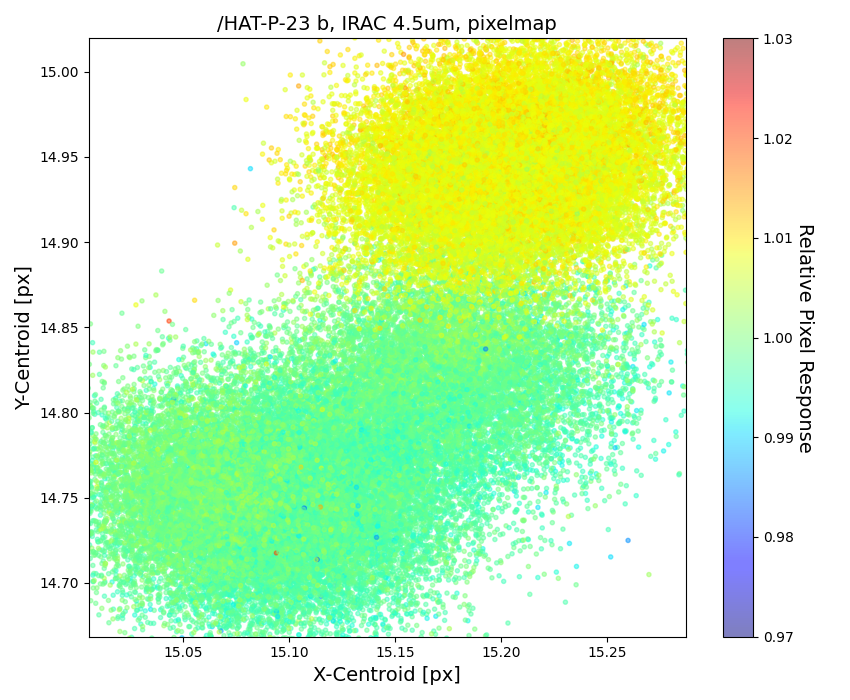 /HAT-P-23 b, IRAC 4.5um, pixelmap
15.00
14.95
14.90
14.85
14.80
14.75
14.70
Y-Centroid [px]
15.05 15.10 15.15 15.20 15.25
X-Centroid [px]
1.03
1.02
1.01
1.00
0.99
0.98
0.97
Relative Pixel Response